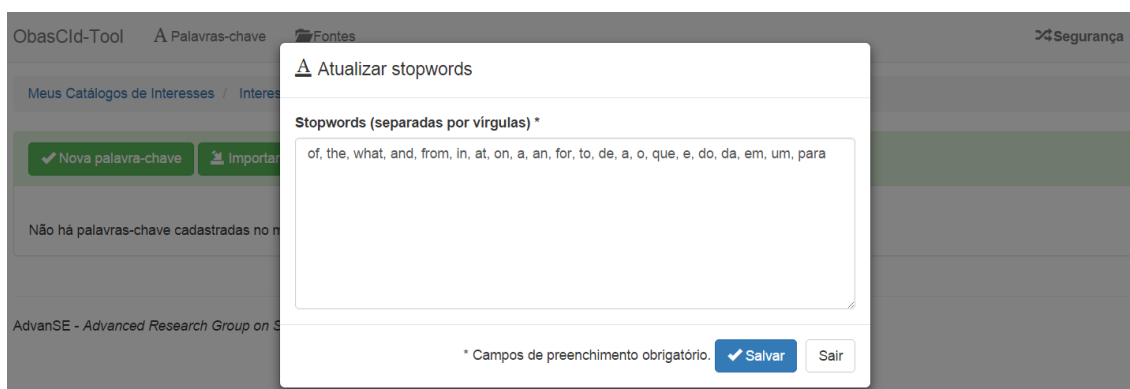 ObasCId-Tool A Palavras-chave Fontes Segurança
A Atualizar stopwords
Meus Catálogos de Interesses / Interes
Stopwords (separadas por vírgulas) *
of, the, what, and, from, in, at, on, a, an, for, to, de, a, o, que, e, do, da, em, um, para
Nova palavra-chave Importar
Não há palavras-chave cadastradas no
AdvanSE - Advanced Research Group on S
* Campos de preenchimento obrigatório. Salvar Sair